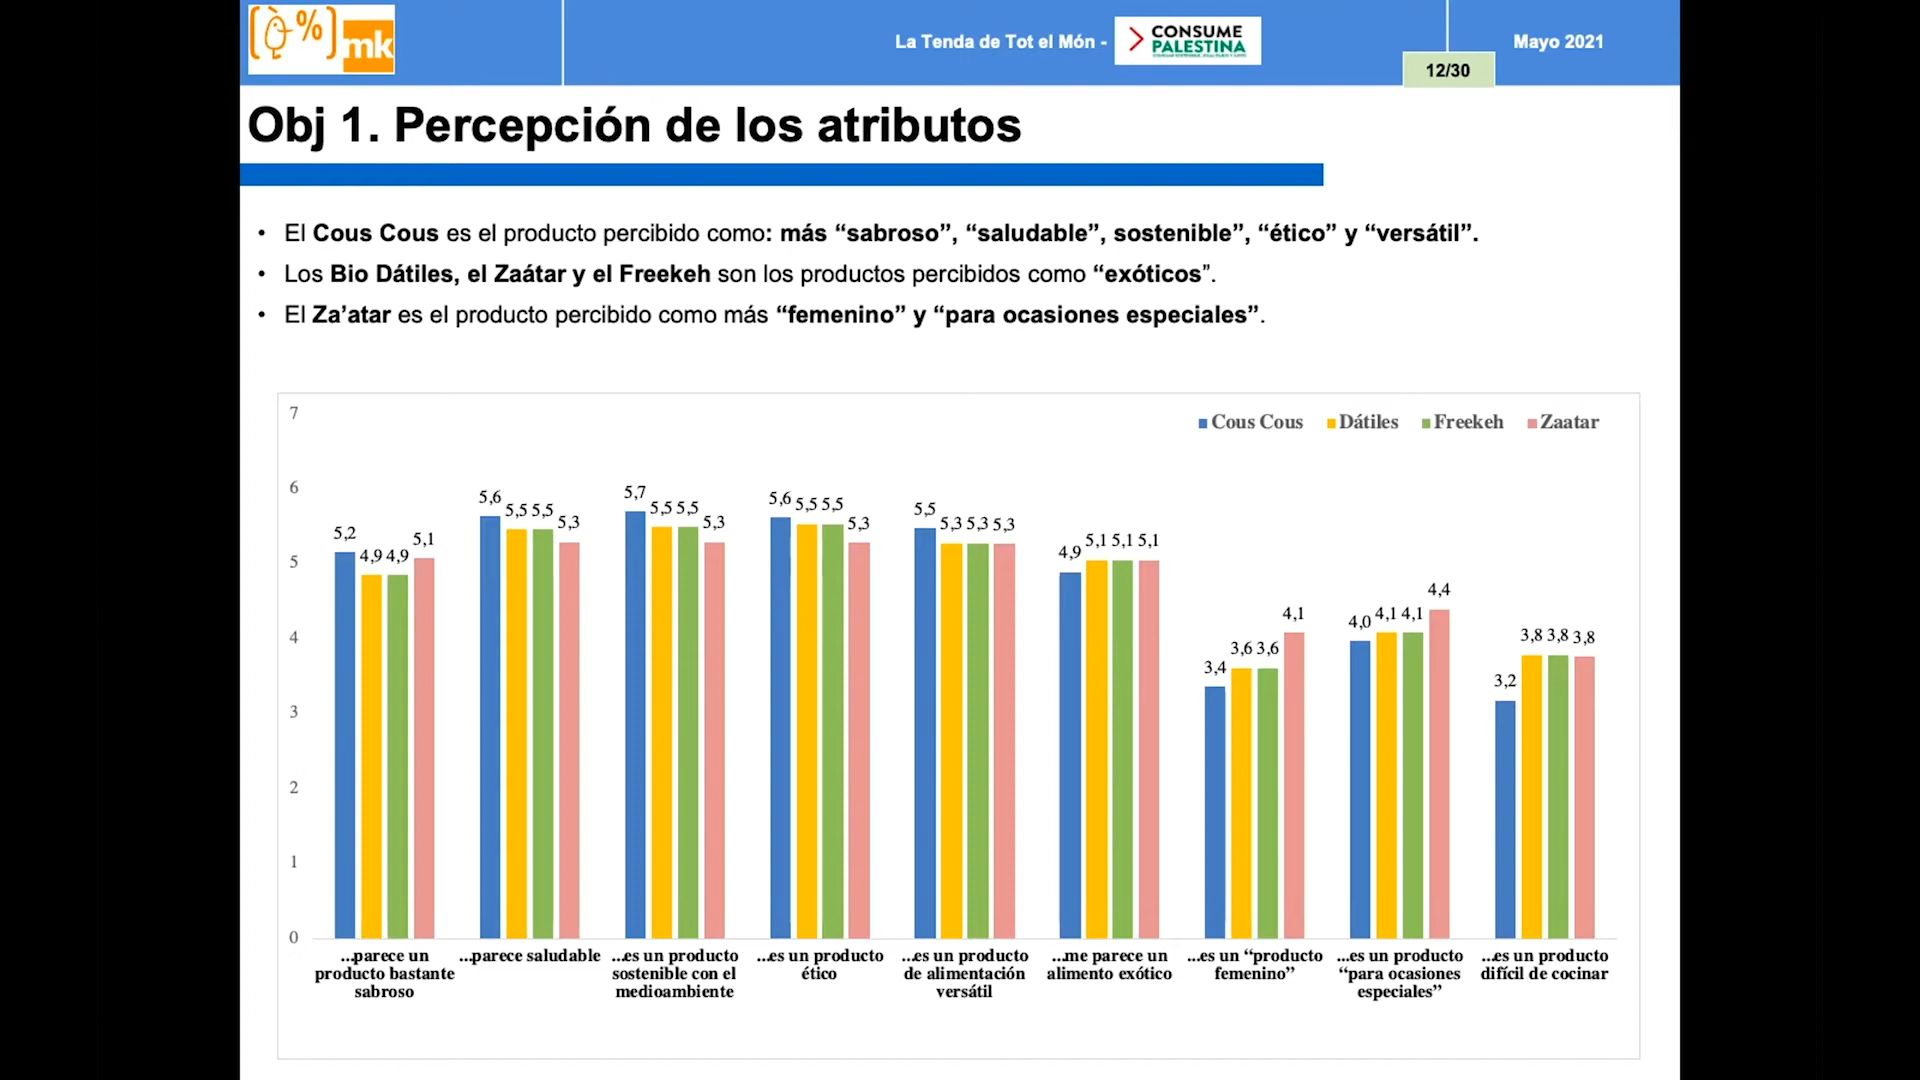 %
mk
La Tenda de Tot el Món -
CONSUME
PALESTINA
Mayo 2021
12/30
Obj 1. Percepción de los atributos
• El Cous Cous es el producto percibido como: más “sabroso”, “saludable”, sostenible”, “ético” y “versátil”.
• Los Bio Dátiles, el Zaátar y el Freekeh son los productos percibidos como “exóticos”.
• El Za’atar es el producto percibido como más “femenino” y “para ocasiones especiales”.
Cous Cous Dátiles Freekeh Zaatar
7
6
5
4
3
2
1
0
5,2 4,9 4,9 5,1
5,6 5,5 5,5 5,3
5,7 5,5 5,5 5,3
5,6 5,5 5,5 5,3
5,5 5,3 5,3 5,3
4,9 5,1 5,1 5,1
3,4 3,6 3,6 4,1
4,0 4,1 4,1 4,4
3,2 3,8 3,8 3,8
...parece un
producto bastante
sabroso
...parece saludable
...es un producto
sostenible con el
medioambiente
...es un producto
ético
...es un producto
de alimentación
versátil
...me parece un
alimento exótico
...es un “producto
femenino”
...es un producto
“para ocasiones
especiales”
...es un producto
difícil de cocinar